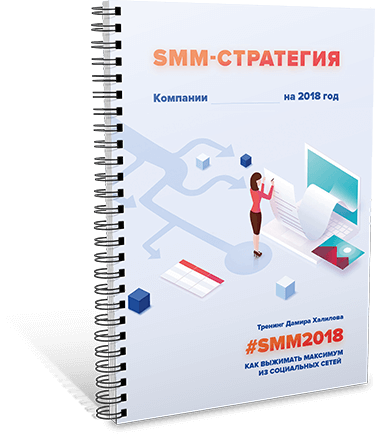 SMM-СТРАТЕГИЯ
Компании на 2018 год
Тренинг Дамира Халилова
#SMM2018
КАК ВЫЖИМАТЬ МАКСИМУМ
ИЗ СОЦИАЛЬНЫХ СЕТЕЙ